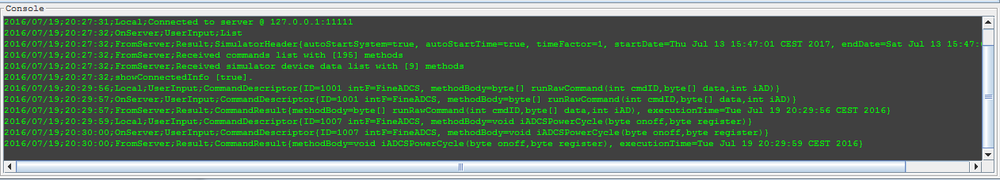 Console
2016/07/19;20:27:31;Local;Connected to server @ 127.0.0.1:11111
2016/07/19;20:27:32;OnServer;UserInput;List
2016/07/19;20:27:32;FromServer;Result;SimulatorHeader{autoStartSystem=true, autoStartTime=true, timeFactor=1, startDate=Thu Jul 13 15:47:01 CEST 2017, endDate=Sat Jul 13 15:47:0
2016/07/19;20:27:32;FromServer;Received commands list with [195] methods
2016/07/19;20:27:32;FromServer;Received simulator device data list with [9] methods
2016/07/19;20:27:32;showConnectedInfo [true].
2016/07/19;20:29:56;Local;UserInput;CommandDescriptor{ID=1001 intF=FineADCS, methodBody=byte[] runRawCommand(int cmdID,byte[] data,int iAD)}
2016/07/19;20:29:57;OnServer;UserInput;CommandDescriptor{ID=1001 intF=FineADCS, methodBody=byte[] runRawCommand(int cmdID,byte[] data,int iAD)}
2016/07/19;20:29:57;FromServer;Result;CommandResult{methodBody=byte[] runRawCommand(int cmdID,byte[] data,int iAD), executionTime=Tue Jul 19 20:29:56 CEST 2016}
2016/07/19;20:29:59;Local;UserInput;CommandDescriptor{ID=1007 intF=FineADCS, methodBody=void iADCSPowerCycle(byte onoff,byte register)}
2016/07/19;20:30:00;OnServer;UserInput;CommandDescriptor{ID=1007 intF=FineADCS, methodBody=void iADCSPowerCycle(byte onoff,byte register)}
2016/07/19;20:30:00;FromServer;Result;CommandResult{methodBody=void iADCSPowerCycle(byte onoff,byte register), executionTime=Tue Jul 19 20:29:59 CEST 2016}